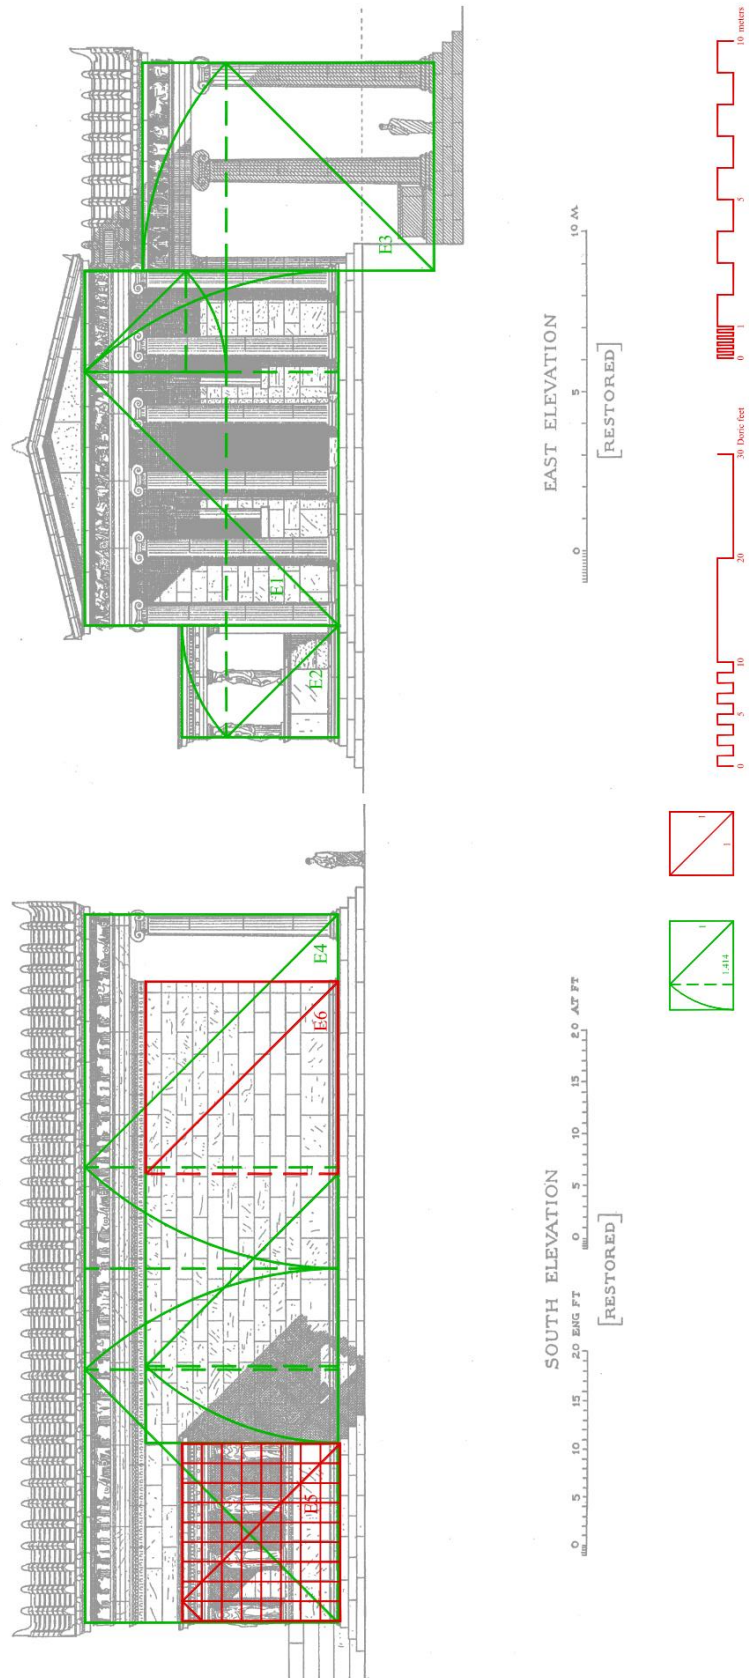 E5
E6
E4
E2
E1
E3
SOUTH ELEVATION
0 5 10 15 20 ENG FT
0 5 10 15 20 AT FT
[RESTORED]
EAST ELEVATION
0 5 10 M.
[RESTORED]
1.414
1
1
1
0 5 10 20 30 Doric feet
0 1 5 10 meters